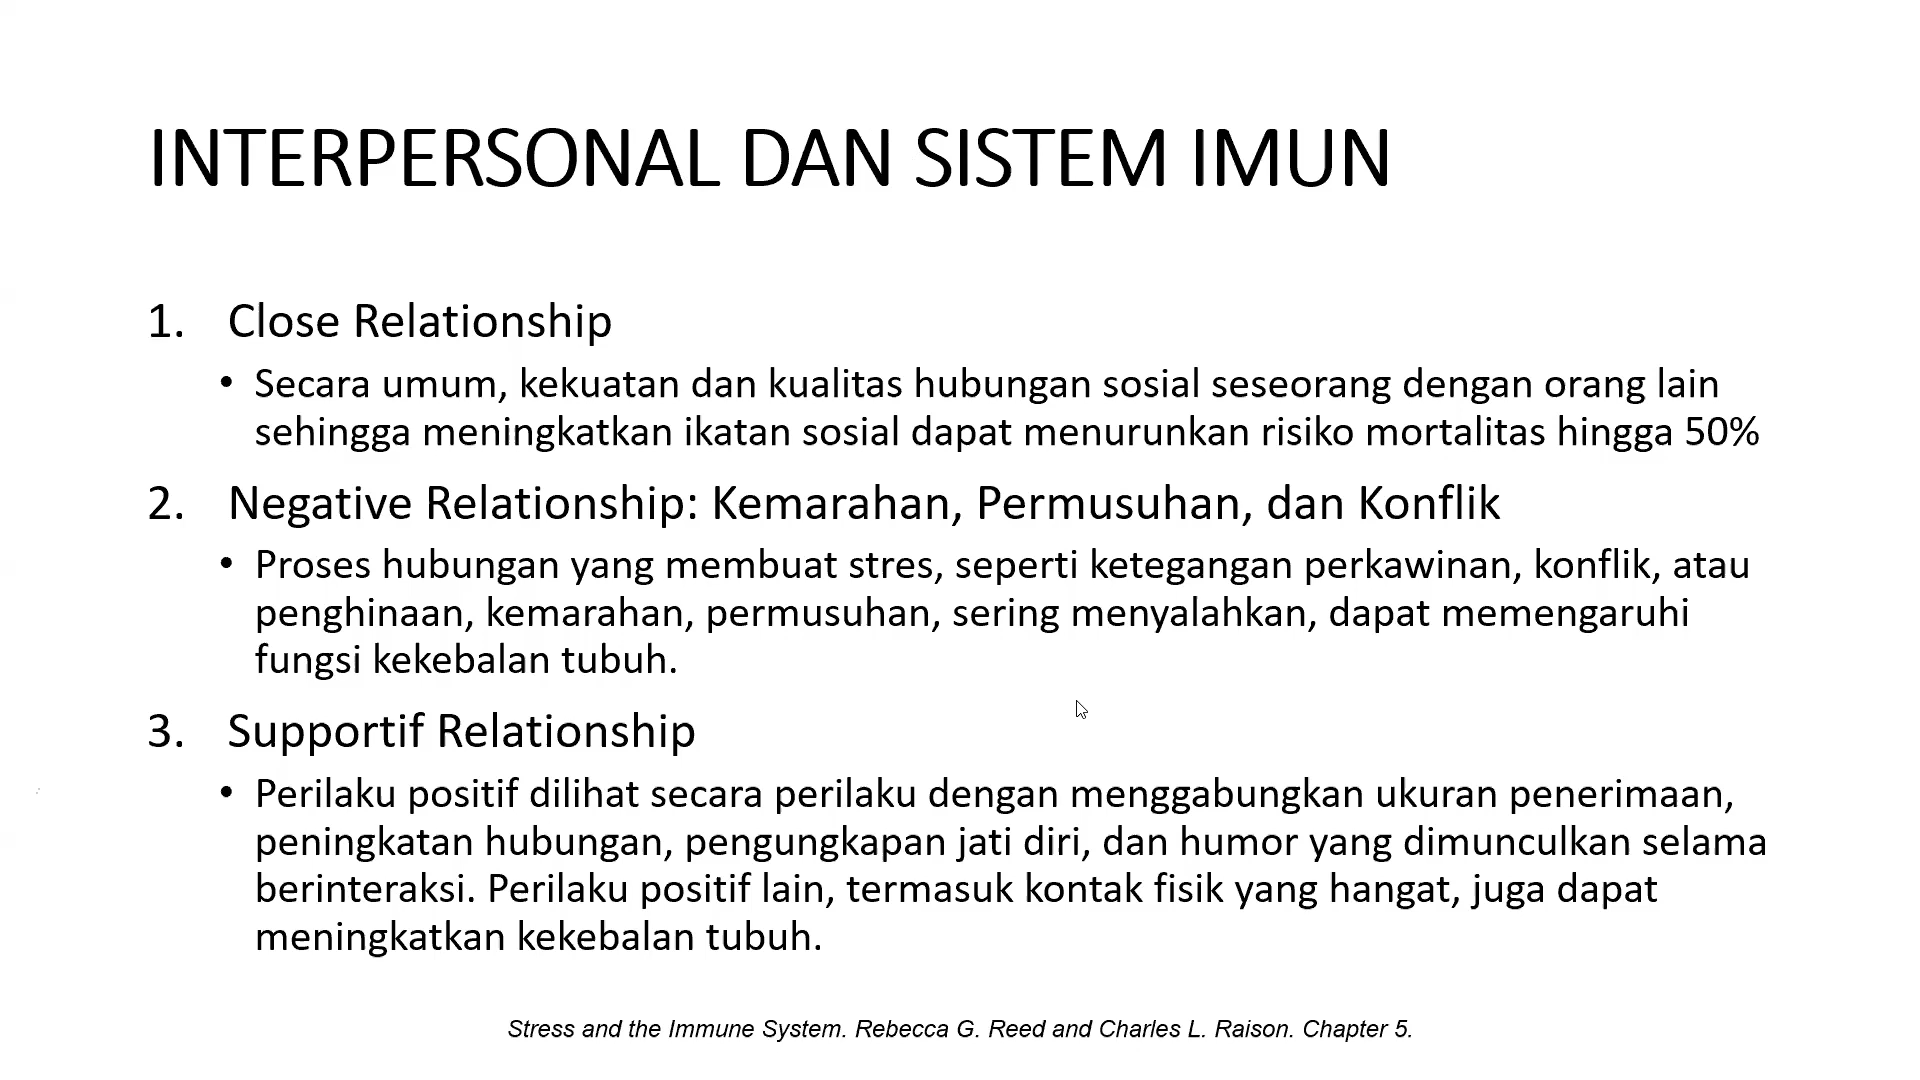 INTERPERSONAL DAN SISTEM IMUN
1. Close Relationship
• Secara umum, kekuatan dan kualitas hubungan sosial seseorang dengan orang lain
sehingga meningkatkan ikatan sosial dapat menurunkan risiko mortalitas hingga 50%
2. Negative Relationship: Kemarahan, Permusuhan, dan Konflik
• Proses hubungan yang membuat stres, seperti ketegangan perkawinan, konflik, atau
penghinaan, kemarahan, permusuhan, sering menyalahkan, dapat memengaruhi
fungsi kekebalan tubuh.
3. Supportif Relationship
• Perilaku positif dilihat secara perilaku dengan menggabungkan ukuran penerimaan,
peningkatan hubungan, pengungkapan jati diri, dan humor yang dimunculkan selama
berinteraksi. Perilaku positif lain, termasuk kontak fisik yang hangat, juga dapat
meningkatkan kekebalan tubuh.
Stress and the Immune System. Rebecca G. Reed and Charles L. Raison. Chapter 5.